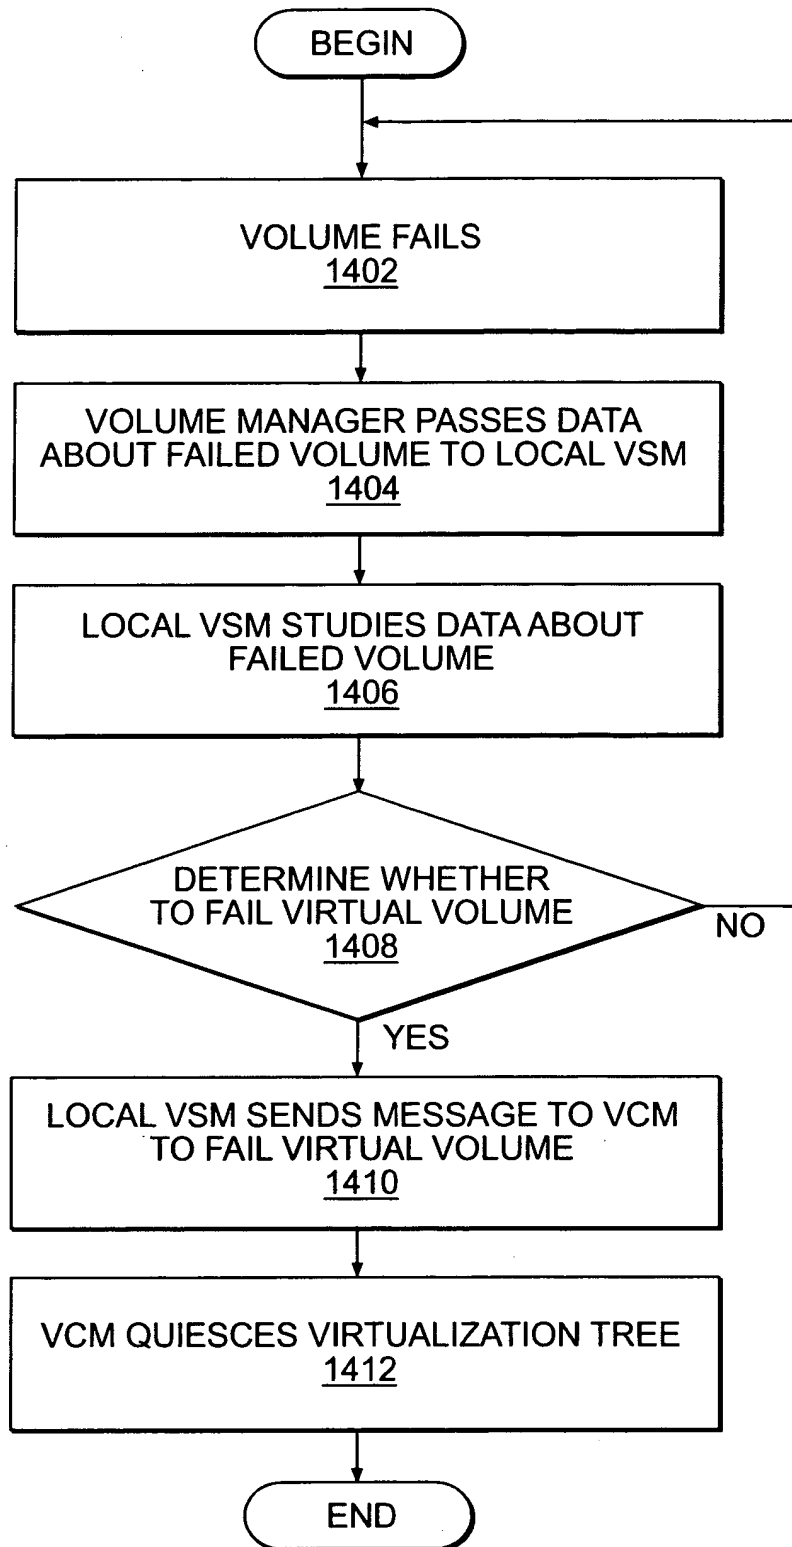 BEGIN
VOLUME FAILS
1402
VOLUME MANAGER PASSES DATA
ABOUT FAILED VOLUME TO LOCAL VSM
1404
LOCAL VSM STUDIES DATA ABOUT
FAILED VOLUME
1406
DETERMINE WHETHER
TO FAIL VIRTUAL VOLUME
1408
NO
YES
LOCAL VSM SENDS MESSAGE TO VCM
TO FAIL VIRTUAL VOLUME
1410
VCM QUIESCES VIRTUALIZATION TREE
1412
END